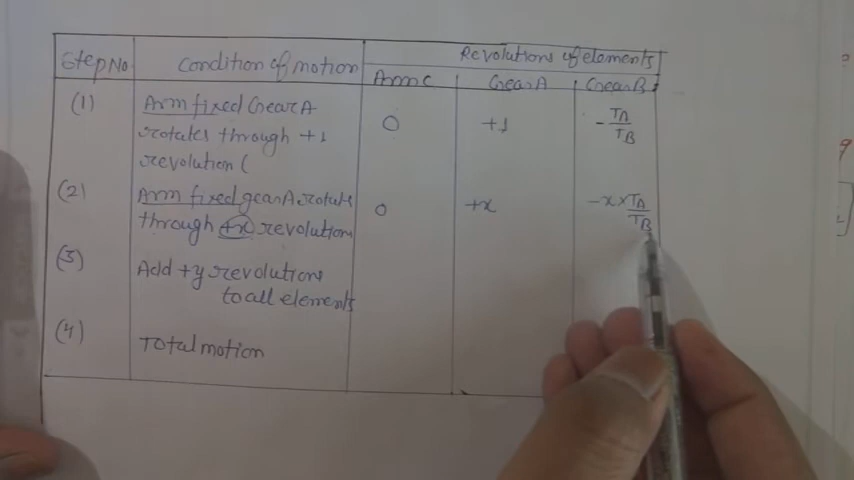 Step No Condition of motion Revolutions of elements
Arm C Gear A Gear B
(1) Arm fixed Gear A 0 +1 - TA/TB
rotates through +1
revolution (
(2) Arm fixed gear A rotates 0 +x -x × TA/TB
through +x revolutions
(3) Add +y revolutions
to all elements
(4) Total motion
9